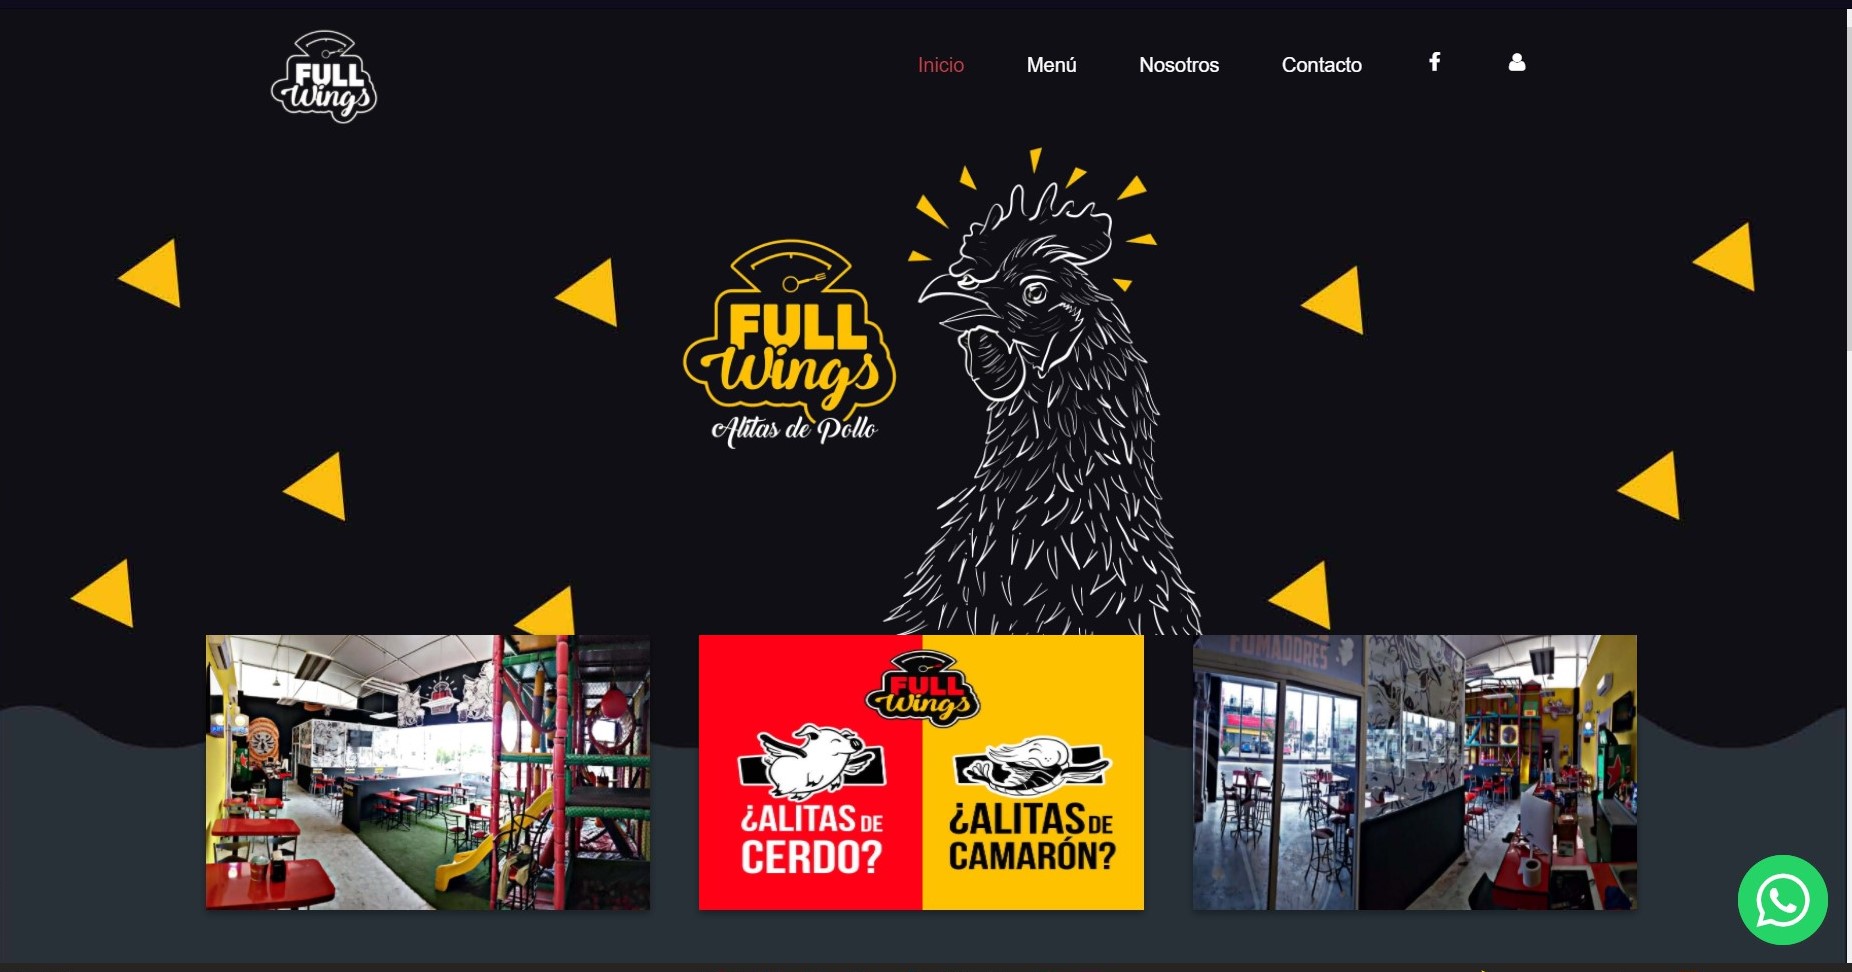 FULL
Wings
Inicio
Menú
Nosotros
Contacto
FULL
Wings
Alitas de Pollo
FULL
Wings
¿ALITAS DE
CERDO?
¿ALITAS DE
CAMARÓN?
FUMADORES